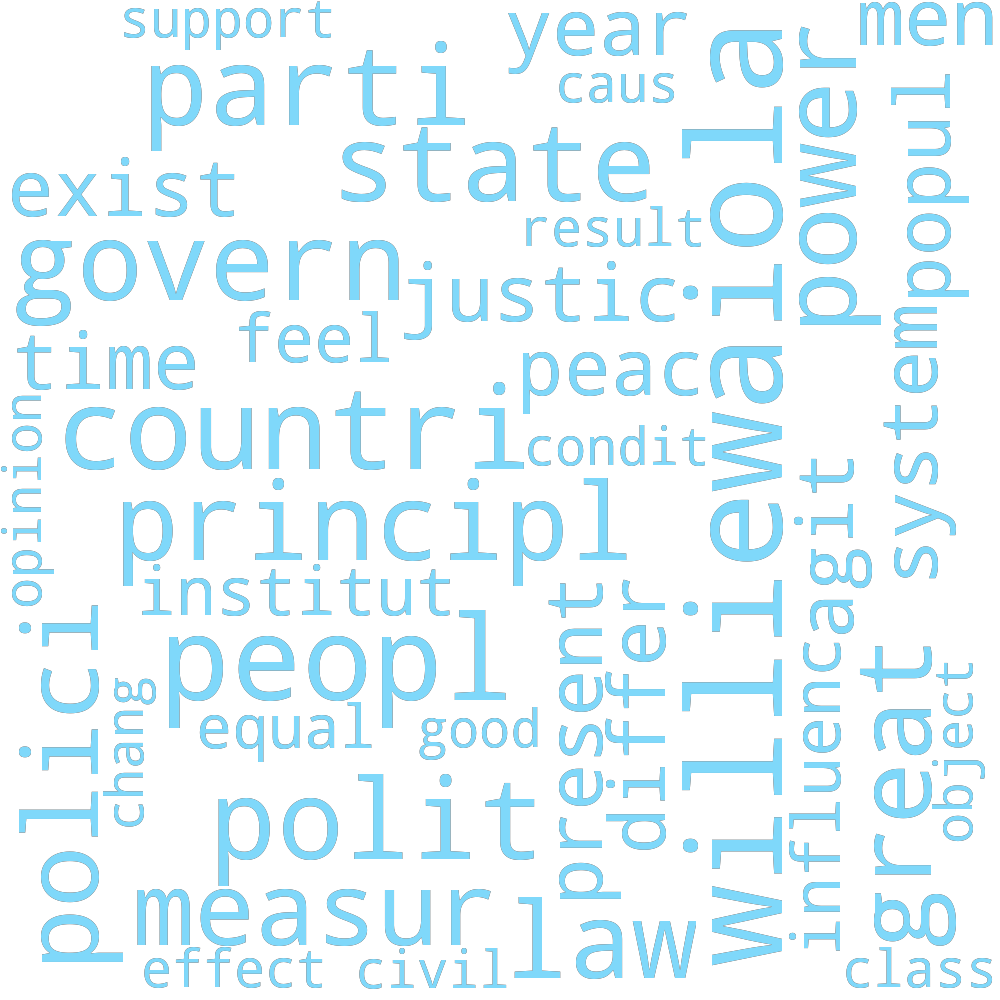 support
year
men
parti
caus
state
power
popul
exist
result
govern
justic
williewaiola
feel
time
peac
system
countri
condit
opinion
principl
agit
institut
peopl
present
differ
influenc
great
polici
chang
equal
good
object
polit
measur
law
effect
civil
class